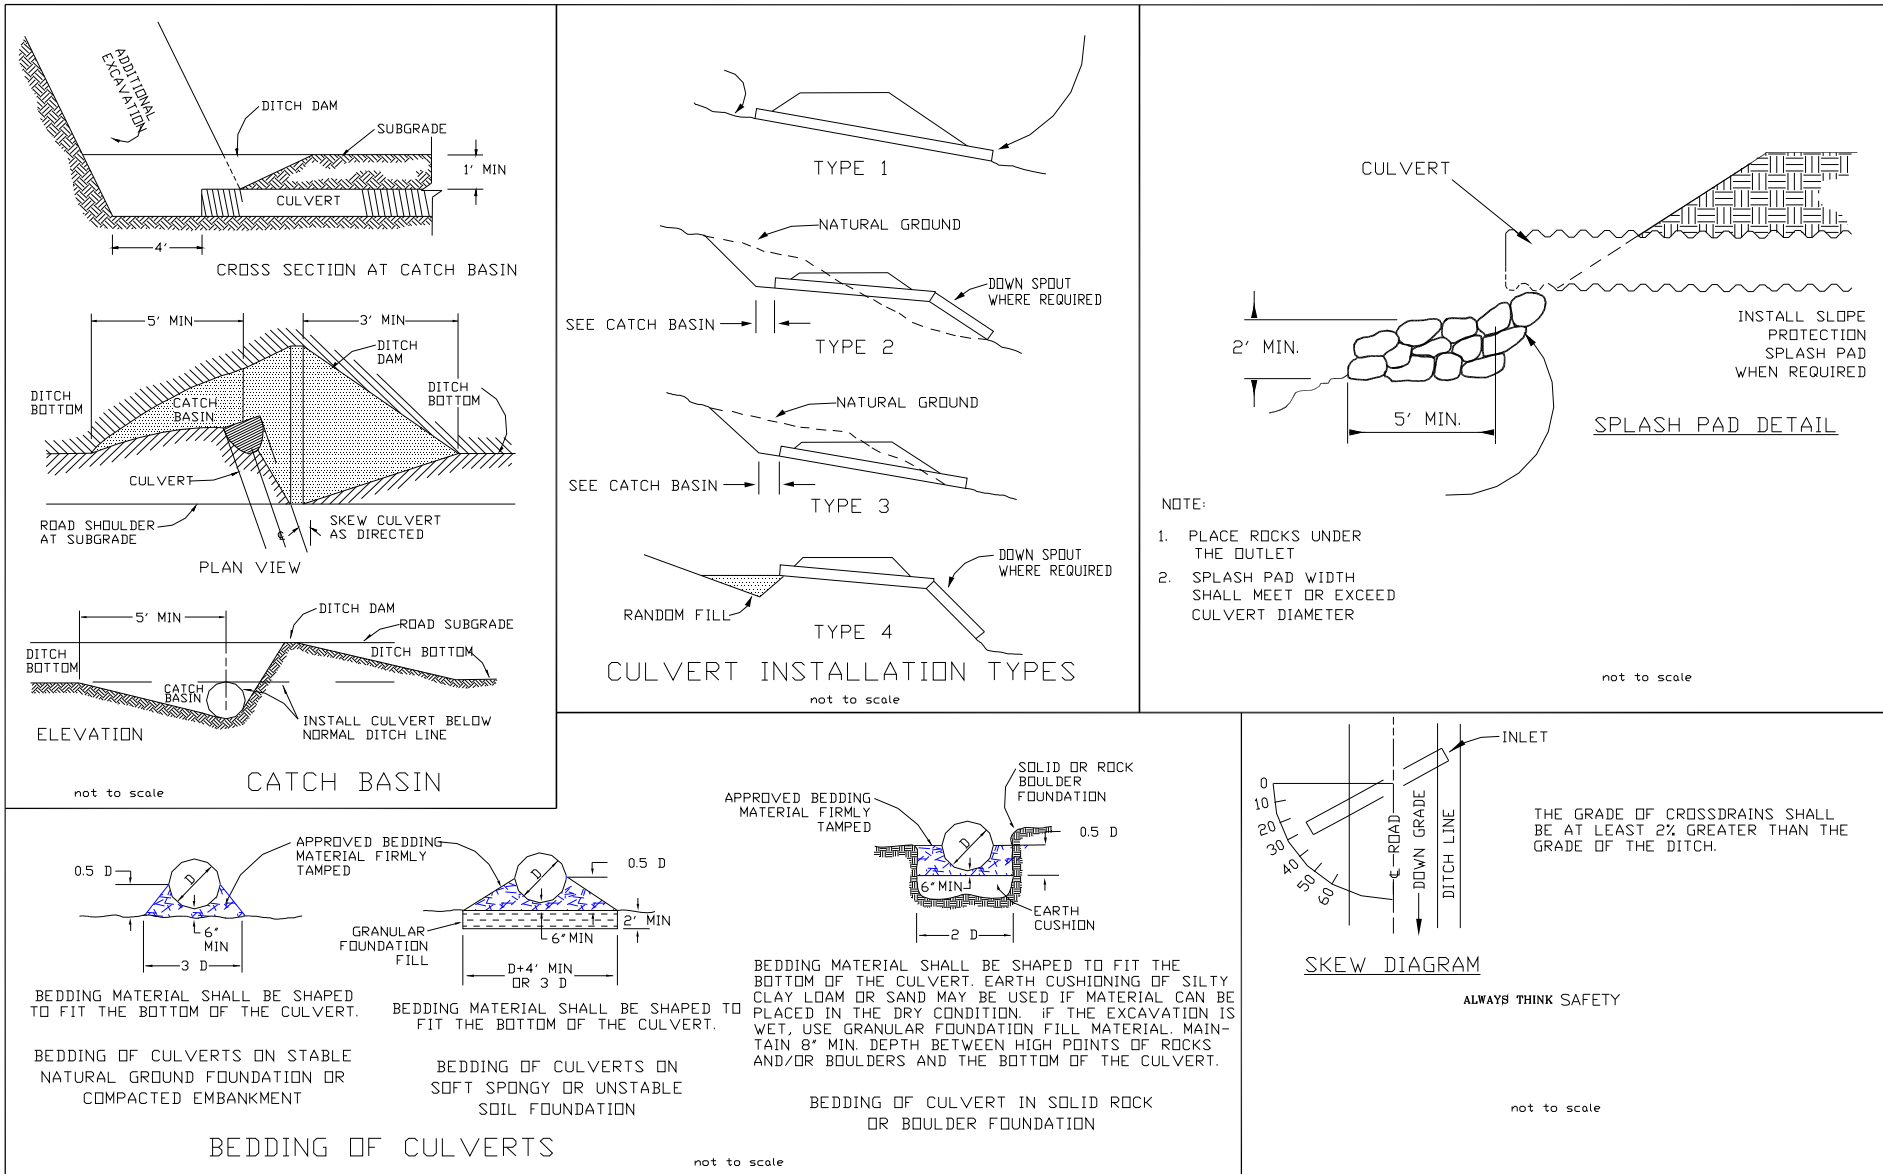 ADDITIONAL
EXCAVATION
DITCH DAM
SUBGRADE
1' MIN
CULVERT
4'
CROSS SECTION AT CATCH BASIN
5' MIN
3' MIN
DITCH
DAM
DITCH
BOTTOM
CATCH
BASIN
DITCH
BOTTOM
CULVERT
ROAD SHOULDER
AT SUBGRADE
℄
SKEW CULVERT
AS DIRECTED
PLAN VIEW
5' MIN
DITCH DAM
ROAD SUBGRADE
DITCH
BOTTOM
DITCH BOTTOM
CATCH
BASIN
INSTALL CULVERT BELOW
NORMAL DITCH LINE
ELEVATION
CATCH BASIN
not to scale
TYPE 1
NATURAL GROUND
DOWN SPOUT
WHERE REQUIRED
SEE CATCH BASIN
TYPE 2
NATURAL GROUND
SEE CATCH BASIN
TYPE 3
DOWN SPOUT
WHERE REQUIRED
RANDOM FILL
TYPE 4
CULVERT INSTALLATION TYPES
not to scale
CULVERT
2' MIN.
5' MIN.
INSTALL SLOPE
PROTECTION
SPLASH PAD
WHEN REQUIRED
SPLASH PAD DETAIL
NOTE:
1. PLACE ROCKS UNDER
THE OUTLET
2. SPLASH PAD WIDTH
SHALL MEET OR EXCEED
CULVERT DIAMETER
not to scale
APPROVED BEDDING
MATERIAL FIRMLY
TAMPED
0.5 D
D
6" MIN
3 D
BEDDING MATERIAL SHALL BE SHAPED
TO FIT THE BOTTOM OF THE CULVERT.
BEDDING OF CULVERTS ON STABLE
NATURAL GROUND FOUNDATION OR
COMPACTED EMBANKMENT
0.5 D
D
2' MIN
GRANULAR
FOUNDATION
FILL
6" MIN
D+4' MIN
OR 3 D
BEDDING MATERIAL SHALL BE SHAPED TO
FIT THE BOTTOM OF THE CULVERT.
BEDDING OF CULVERTS ON
SOFT SPONGY OR UNSTABLE
SOIL FOUNDATION
APPROVED BEDDING
MATERIAL FIRMLY
TAMPED
SOLID OR ROCK
BOULDER
FOUNDATION
0.5 D
D
6" MIN
EARTH
CUSHION
2 D
BEDDING MATERIAL SHALL BE SHAPED TO FIT THE
BOTTOM OF THE CULVERT. EARTH CUSHIONING OF SILTY
CLAY LOAM OR SAND MAY BE USED IF MATERIAL CAN BE
PLACED IN THE DRY CONDITION. iF THE EXCAVATION IS
WET, USE GRANULAR FOUNDATION FILL MATERIAL. MAIN-
TAIN 8" MIN. DEPTH BETWEEN HIGH POINTS OF ROCKS
AND/OR BOULDERS AND THE BOTTOM OF THE CULVERT.
BEDDING OF CULVERT IN SOLID ROCK
OR BOULDER FOUNDATION
BEDDING OF CULVERTS
not to scale
INLET
0
10
20
30
40
50
60
℄ ROAD
DOWN GRADE
DITCH LINE
SKEW DIAGRAM
THE GRADE OF CROSSDRAINS SHALL
BE AT LEAST 2% GREATER THAN THE
GRADE OF THE DITCH.
ALWAYS THINK SAFETY
not to scale